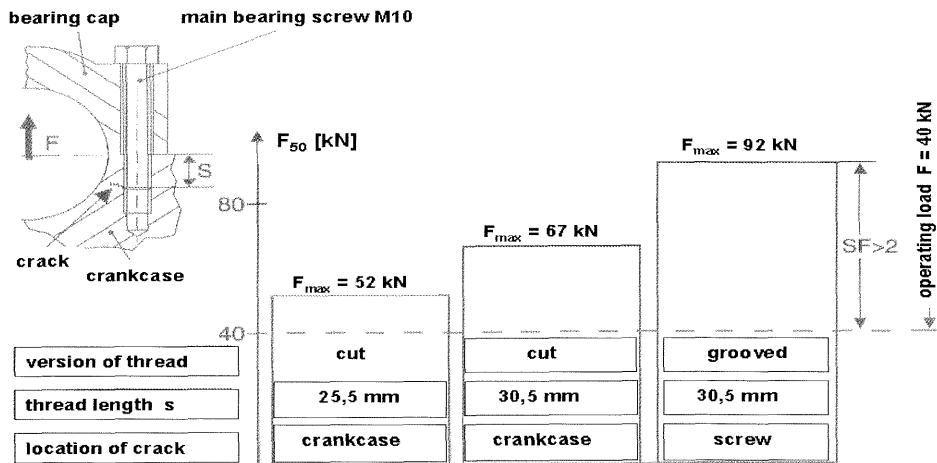 bearing cap
main bearing screw M10
F
S
crack
crankcase
F50 [kN]
80
40
Fmax = 52 kN
Fmax = 67 kN
Fmax = 92 kN
SF>2
operating load F = 40 kN
version of thread
cut
cut
grooved
thread length s
25,5 mm
30,5 mm
30,5 mm
location of crack
crankcase
crankcase
screw